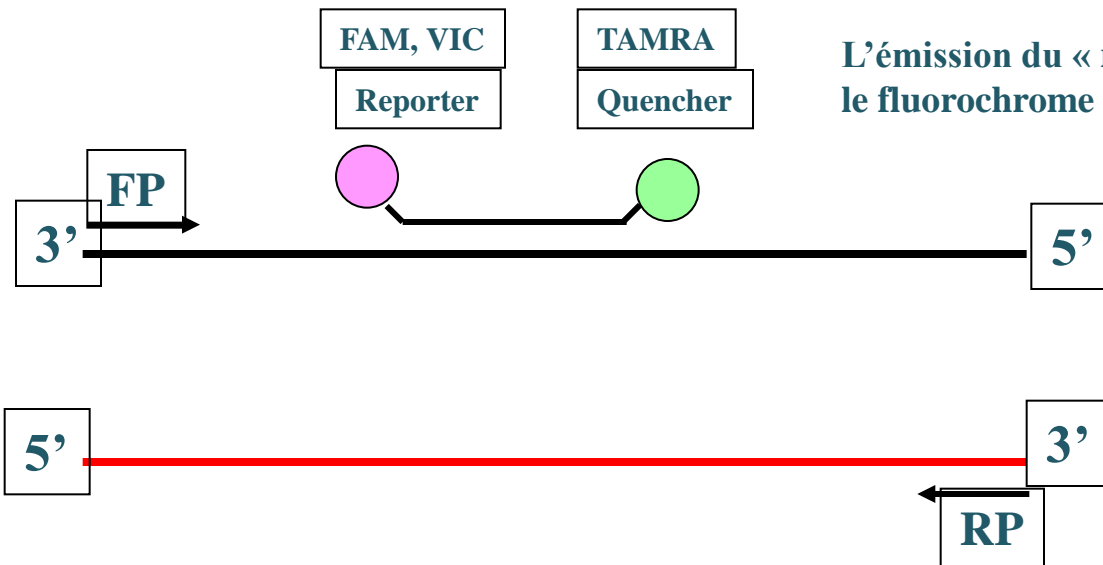 FAM, VIC
Reporter
TAMRA
Quencher
L’émission du «
le fluorochrome
FP
3’
5’
5’
3’
RP